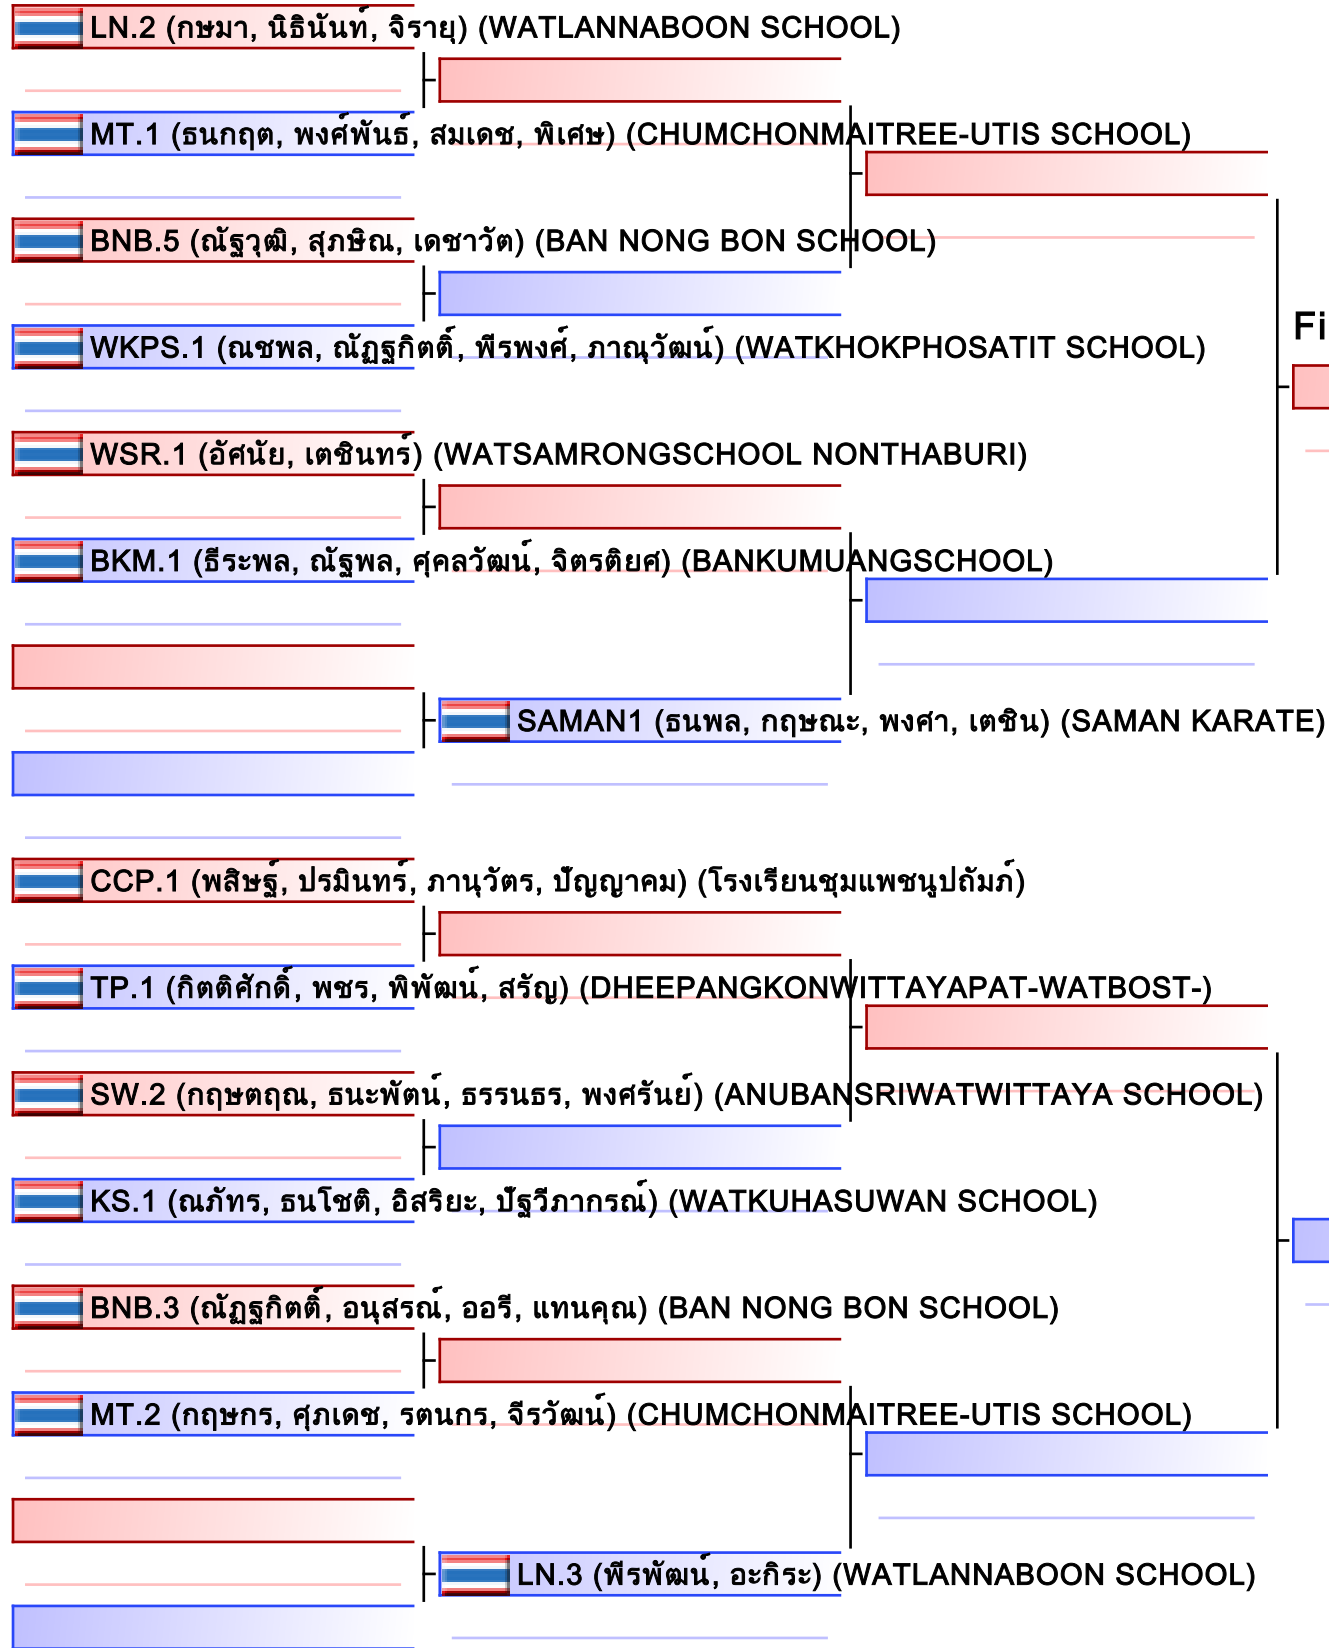 LN.2 (กษมา, นิธินันท์, จิรายุ) (WATLANNABOON SCHOOL)
MT.1 (ธนกฤต, พงศ์พันธ์, สมเดช, พิเศษ) (CHUMCHONMAITREE-UTIS SCHOOL)
BNB.5 (ณัฐวุฒิ, สุภษิณ, เดชาวัต) (BAN NONG BON SCHOOL)
Fi
WKPS.1 (ณชพล, ณัฏฐกิตติ์, พีรพงศ์, ภาณุวัฒน์) (WATKHOKPHOSATIT SCHOOL)
WSR.1 (อัศนัย, เตชินทร์) (WATSAMRONGSCHOOL NONTHABURI)
BKM.1 (ธีระพล, ณัฐพล, ศุคลวัฒน์, จิตรติยศ) (BANKUMUANGSCHOOL)
SAMAN1 (ธนพล, กฤษณะ, พงศา, เตชิน) (SAMAN KARATE)
CCP.1 (พสิษฐ์, ปรมินทร์, ภานุวัตร, ปัญญาคม) (โรงเรียนชุมแพชนูปถัมภ์)
TP.1 (กิตติศักดิ์, พชร, พิพัฒน์, สรัญ) (DHEEPANGKONWITTAYAPAT-WATBOST-)
SW.2 (กฤษตฤณ, ธนะพัตน์, ธรรนธร, พงศรันย์) (ANUBANSRIWATWITTAYA SCHOOL)
KS.1 (ณภัทร, ธนโชติ, อิสริยะ, ปัฐวีภากรณ์) (WATKUHASUWAN SCHOOL)
BNB.3 (ณัฏฐกิตติ์, อนุสรณ์, ออรี, แทนคุณ) (BAN NONG BON SCHOOL)
MT.2 (กฤษกร, ศุภเดช, รตนกร, จีรวัฒน์) (CHUMCHONMAITREE-UTIS SCHOOL)
LN.3 (พีรพัฒน์, อะกิระ) (WATLANNABOON SCHOOL)